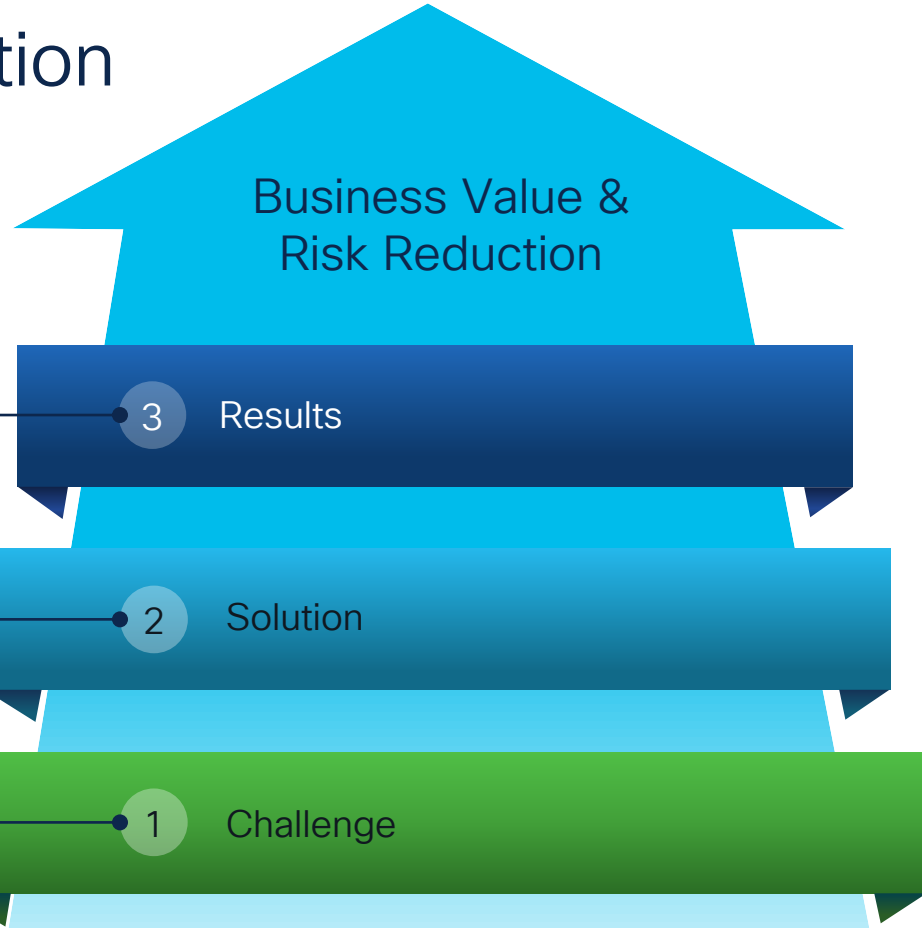 tion
Business Value &
Risk Reduction
3 Results
2 Solution
1 Challenge